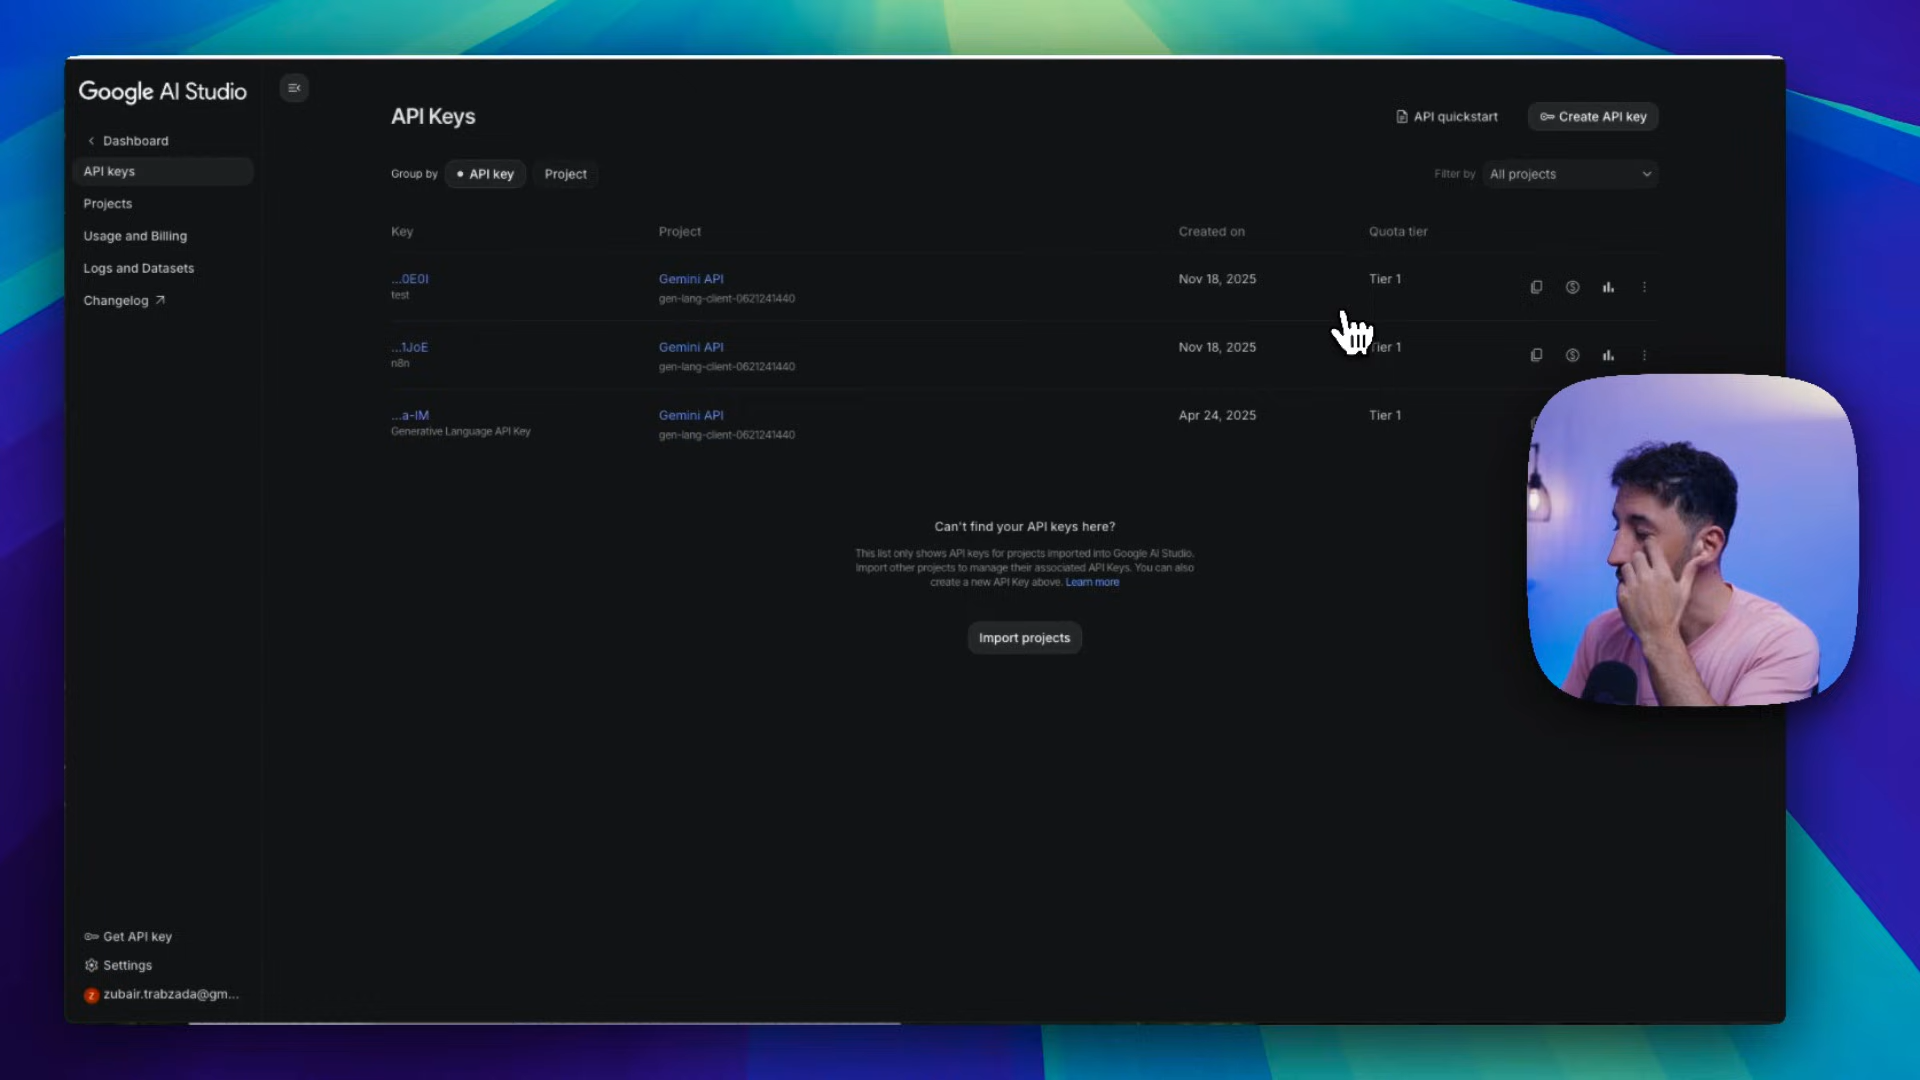 Google AI Studio
Dashboard
API keys
Projects
Usage and Billing
Logs and Datasets
Changelog
API Keys
API quickstart
Create API key
Group by
API key
Project
Filter by
All projects
Key
Project
Created on
Quota tier
...0E0I
test
Gemini API
gen-lang-client-0621241440
Nov 18, 2025
Tier 1
...1JoE
n8n
Gemini API
gen-lang-client-0621241440
Nov 18, 2025
ier 1
...a-IM
Generative Language API Key
Gemini API
gen-lang-client-0621241440
Apr 24, 2025
Tier 1
Can't find your API keys here?
This list only shows API keys for projects imported into Google AI Studio.
Import other projects to manage their associated API Keys. You can also
create a new API Key above. Learn more
Import projects
Get API key
Settings
Z
zubair.trabzada@gm...